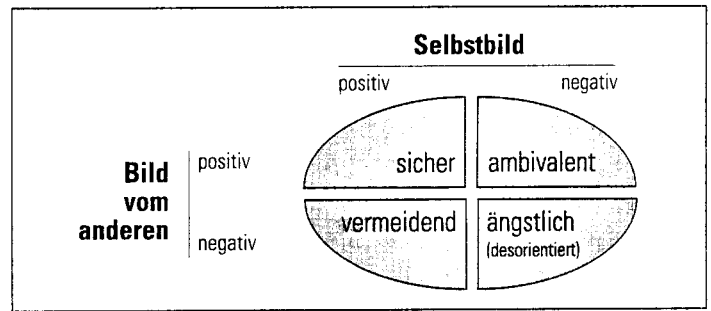 Selbstbild
positiv negativ
Bild
vom
anderen
positiv
negativ
sicher ambivalent
vermeidend ängstlich
(desorientiert)